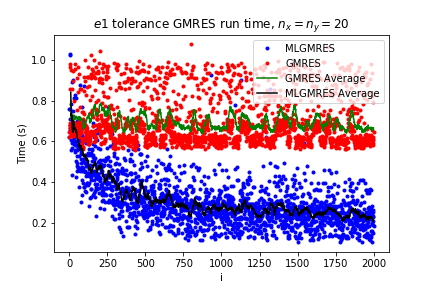 e1 tolerance GMRES run time, n_x = n_y = 20
MLGMRES
GMRES
GMRES Average
MLGMRES Average
Time (s)
1.0
0.8
0.6
0.4
0.2
0 250 500 750 1000 1250 1500 1750 2000
i